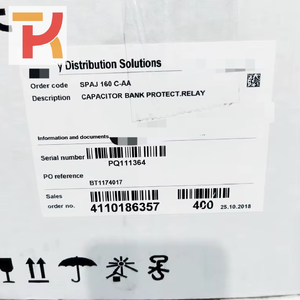 y Distribution Solutions
Order code SPAJ 160 C-AA
Description CAPACITOR BANK PROTECT.RELAY
Information and documents
Serial number
PQ111364
PO reference
BT1174017
Sales
order no. 4110186357 400 25.10.2018